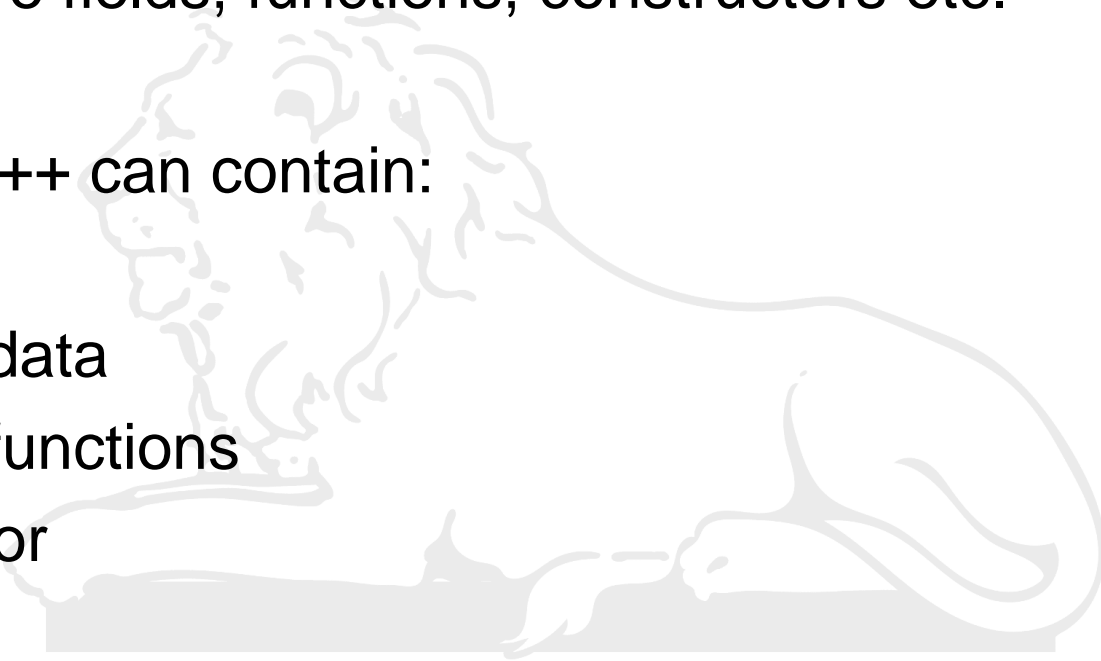 fields, functions, constructors etc.
++ can contain:
data
functions
or